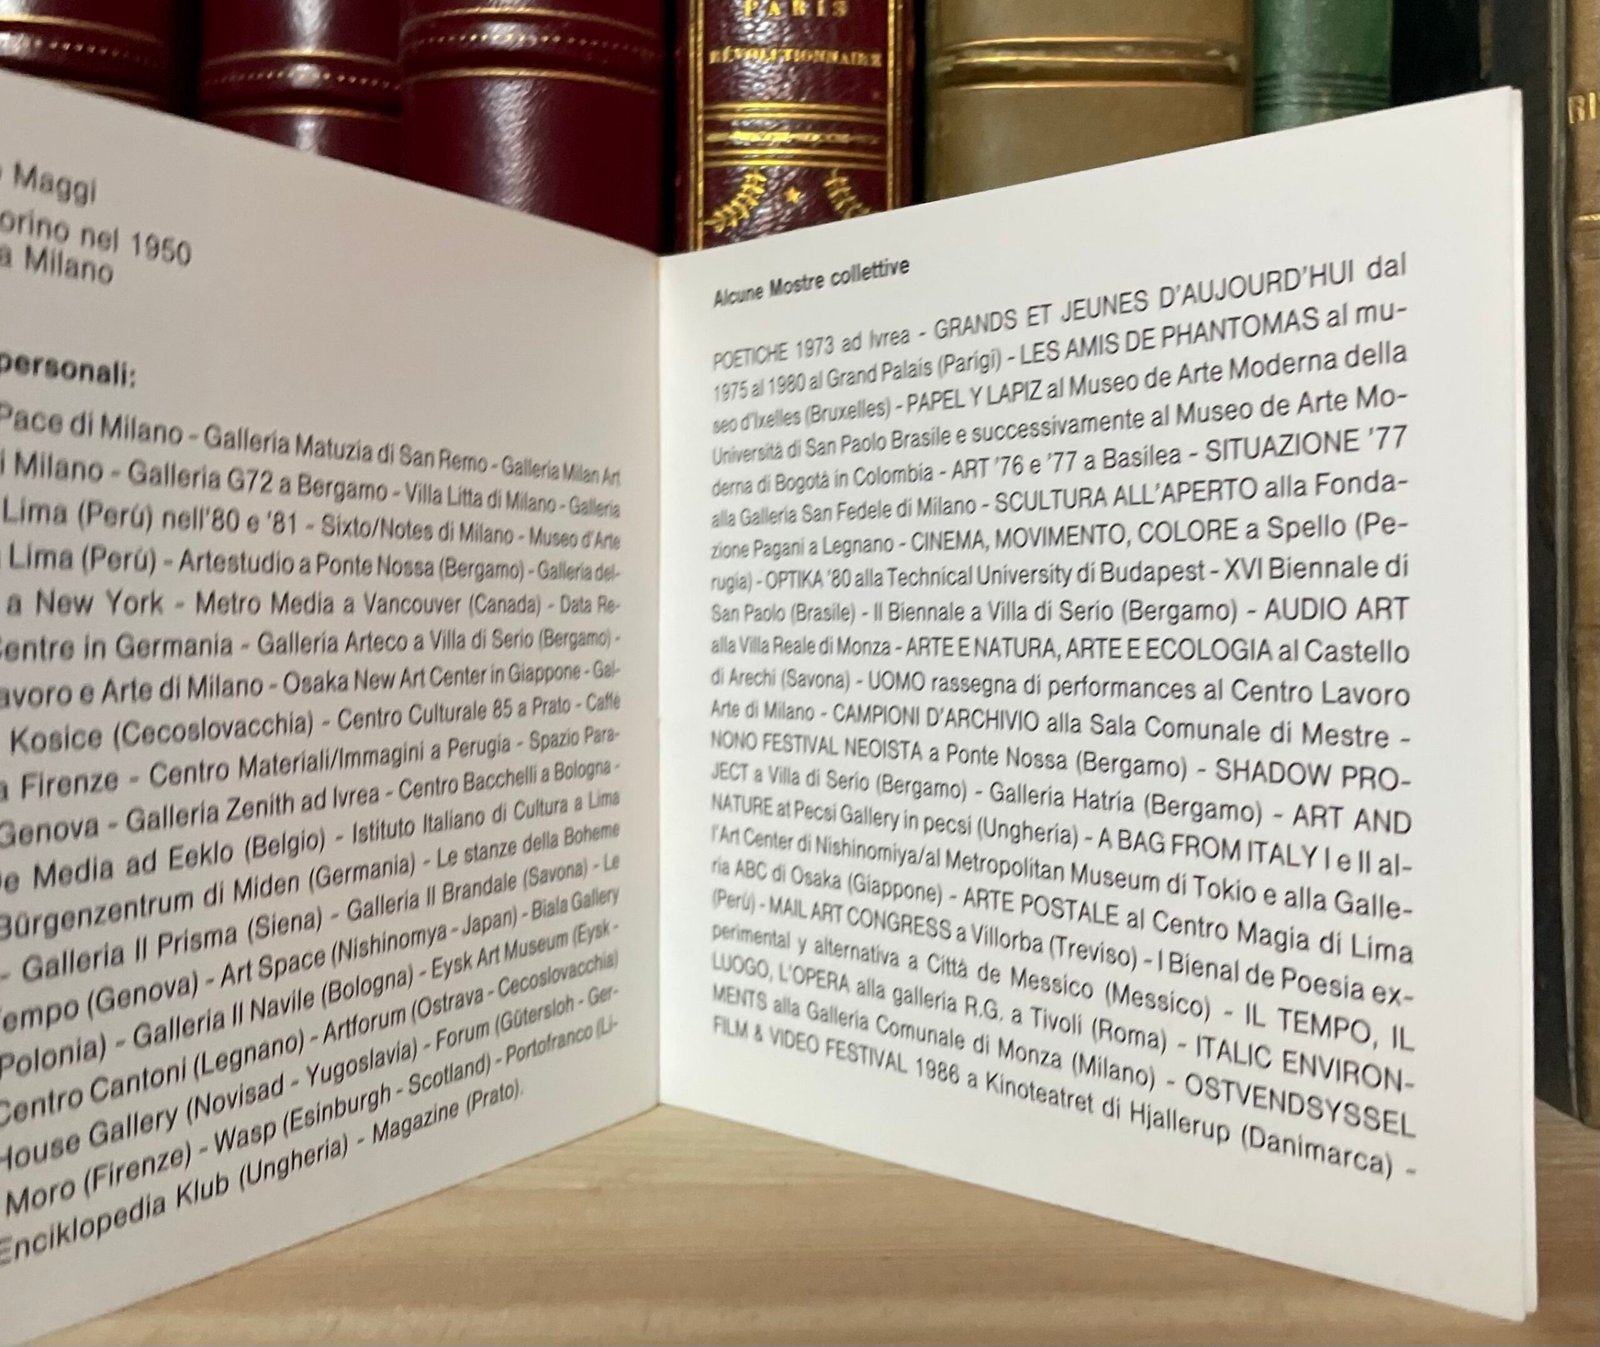 PARIS
RÉVOLUTIONNAIRE
Maggi
orino nel 1950
a Milano
personali:
Pace di Milano - Galleria Matuzia di San Remo - Galleria Milan Art
i Milano - Galleria G72 a Bergamo - Villa Litta di Milano - Galleria
Lima (Perù) nell'80 e '81 - Sixto/Notes di Milano - Museo d'Arte
Lima (Perù) - Artestudio a Ponte Nossa (Bergamo) - Galleria del-
a New York - Metro Media a Vancouver (Canada) - Data Re-
Centre in Germania - Galleria Arteco a Villa di Serio (Bergamo) -
avoro e Arte di Milano - Osaka New Art Center in Giappone - Gal-
Kosice (Cecoslovacchia) - Centro Culturale 85 a Prato - Caffè
a Firenze - Centro Materiali/Immagini a Perugia - Spazio Para-
Genova - Galleria Zenith ad Ivrea - Centro Bacchelli a Bologna -
e Media ad Eeklo (Belgio) - Istituto Italiano di Cultura a Lima
Bürgenzentrum di Miden (Germania) - Le stanze della Boheme
- Galleria Il Prisma (Siena) - Galleria Il Brandale (Savona) - Le
Tempo (Genova) - Art Space (Nishinomya - Japan) - Biala Gallery
Polonia) - Galleria Il Navile (Bologna) - Eysk Art Museum (Eysk -
Centro Cantoni (Legnano) - Artforum (Ostrava - Cecoslovacchia)
House Gallery (Novisad - Yugoslavia) - Forum (Gütersloh - Ger-
Moro (Firenze) - Wasp (Esinburgh - Scotland) - Portofranco (Li-
Enciklopedia Klub (Ungheria) - Magazine (Prato).
Alcune Mostre collettive
POETICHE 1973 ad Ivrea - GRANDS ET JEUNES D'AUJOURD'HUI dal
1975 al 1980 al Grand Palais (Parigi) - LES AMIS DE PHANTOMAS al mu-
seo d'Ixelles (Bruxelles) - PAPEL Y LAPIZ al Museo de Arte Moderna della
Università di San Paolo Brasile e successivamente al Museo de Arte Mo-
derna di Bogotà in Colombia - ART '76 e '77 a Basilea - SITUAZIONE '77
alla Galleria San Fedele di Milano - SCULTURA ALL'APERTO alla Fonda-
zione Pagani a Legnano - CINEMA, MOVIMENTO, COLORE a Spello (Pe-
rugia) - OPTIKA '80 alla Technical University di Budapest - XVI Biennale di
San Paolo (Brasile) - II Biennale a Villa di Serio (Bergamo) - AUDIO ART
alla Villa Reale di Monza - ARTE E NATURA, ARTE E ECOLOGIA al Castello
di Arechi (Savona) - UOMO rassegna di performances al Centro Lavoro
Arte di Milano - CAMPIONI D'ARCHIVIO alla Sala Comunale di Mestre -
NONO FESTIVAL NEOISTA a Ponte Nossa (Bergamo) - SHADOW PRO-
JECT a Villa di Serio (Bergamo) - Galleria Hatria (Bergamo) - ART AND
NATURE at Pecsi Gallery in pecsi (Ungheria) - A BAG FROM ITALY I e II al-
l'Art Center di Nishinomiya/al Metropolitan Museum di Tokio e alla Galle-
ria ABC di Osaka (Giappone) - ARTE POSTALE al Centro Magia di Lima
(Perù) - MAIL ART CONGRESS a Villorba (Treviso) - I Bienal de Poesia ex-
perimental y alternativa a Città de Messico (Messico) - IL TEMPO, IL
LUOGO, L'OPERA alla galleria R.G. a Tivoli (Roma) - ITALIC ENVIRON-
MENTS alla Galleria Comunale di Monza (Milano) - OSTVENDSYSSEL
FILM & VIDEO FESTIVAL 1986 a Kinoteatret di Hjallerup (Danimarca) -